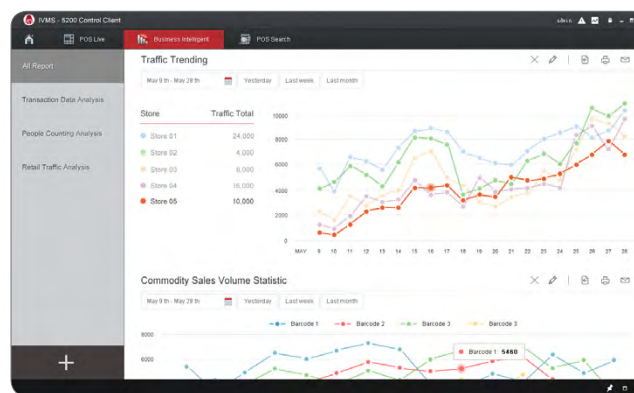 iVMS - 5200 Control Client
admin
POS Live
Business Intelligent
POS Search
All Report
Transaction Data Analysis
People Counting Analysis
Retail Traffic Analysis
Traffic Trending
May 9 th - May 28 th Yesterday Last week Last month
Store Traffic Total
Store 01 24,000
Store 02 4,000
Store 03 8,000
Store 04 16,000
Store 05 10,000
10000
8000
6000
4000
2000
0
MAY 9 10 11 12 13 14 15 16 17 18 19 20 21 22 23 24 25 26 27 28
Commodity Sales Volume Statistic
May 9 th - May 28 th Yesterday Last week Last month
Barcode 1 Barcode 2 Barcode 3 Barcode 3
8000
6000
Barcode 1 5460